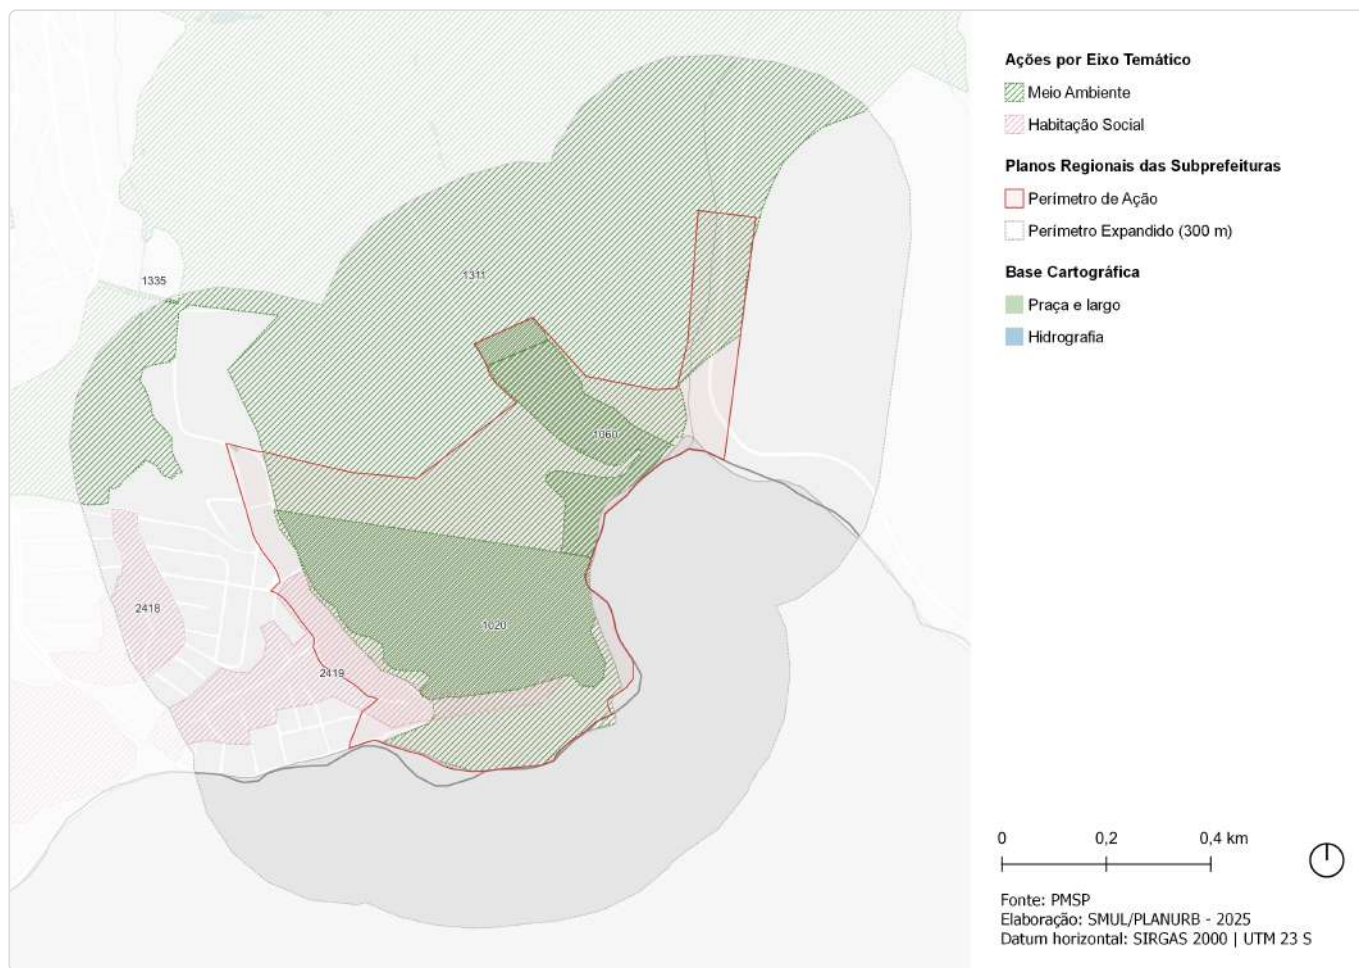 Ações por Eixo Temático
Meio Ambiente
Habitação Social
Planos Regionais das Subprefeituras
Perímetro de Ação
Perímetro Expandido (300 m)
Base Cartográfica
Praça e largo
Hidrografia
1335
1311
1060
2418
1020
2419
0 0,2 0,4 km
Fonte: PMSP
Elaboração: SMUL/PLANURB - 2025
Datum horizontal: SIRGAS 2000 | UTM 23 S